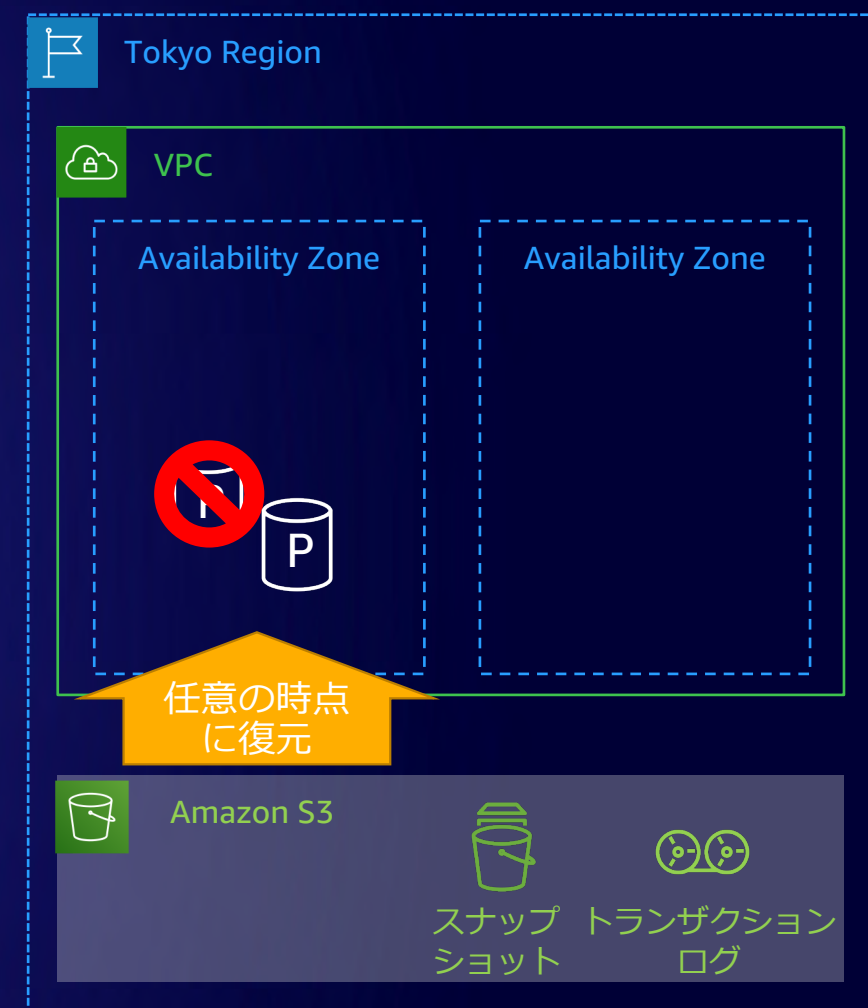 Tokyo Region
VPC
Availability Zone
Availability Zone
P
P
任意の時点
に復元
Amazon S3
スナップ
ショット
トランザクション
ログ